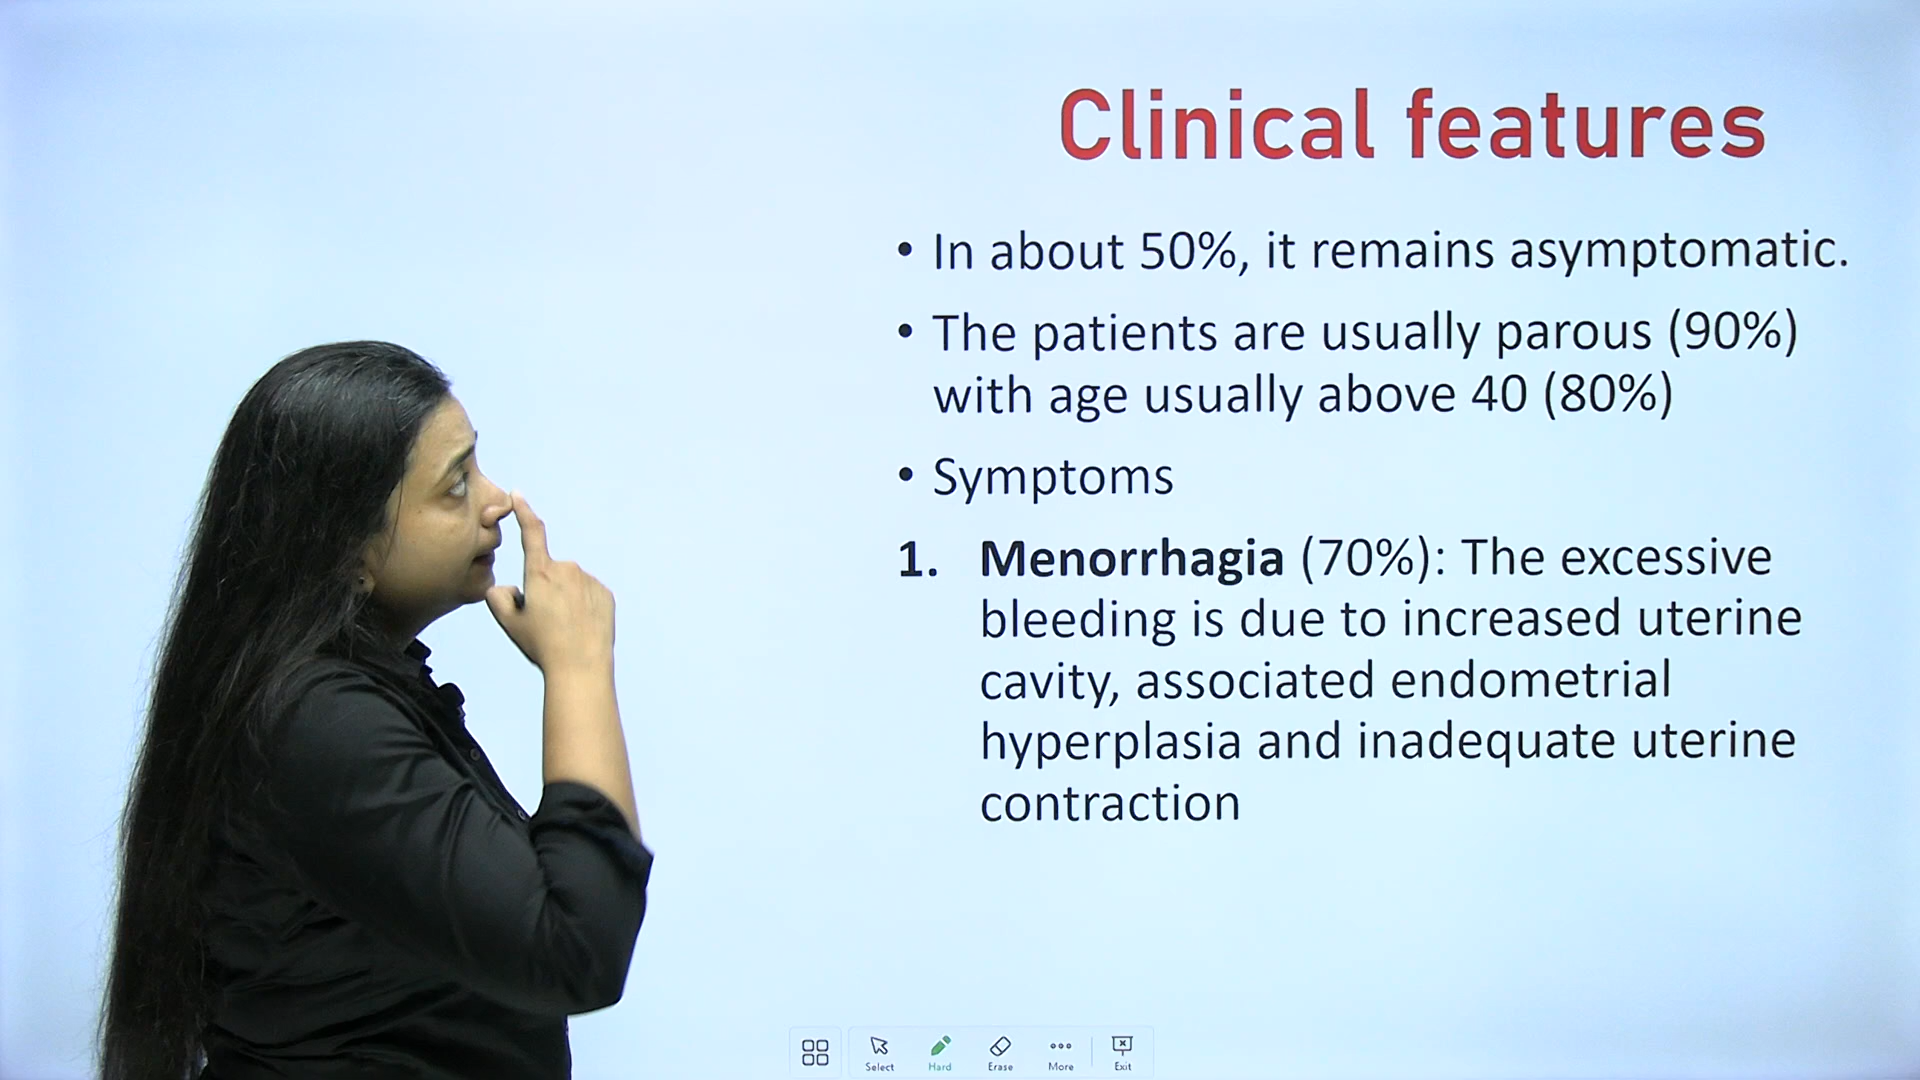 Clinical features
• In about 50%, it remains asymptomatic.
• The patients are usually parous (90%)
with age usually above 40 (80%)
• Symptoms
1. Menorrhagia (70%): The excessive
bleeding is due to increased uterine
cavity, associated endometrial
hyperplasia and inadequate uterine
contraction
Select Hard Erase More Exit